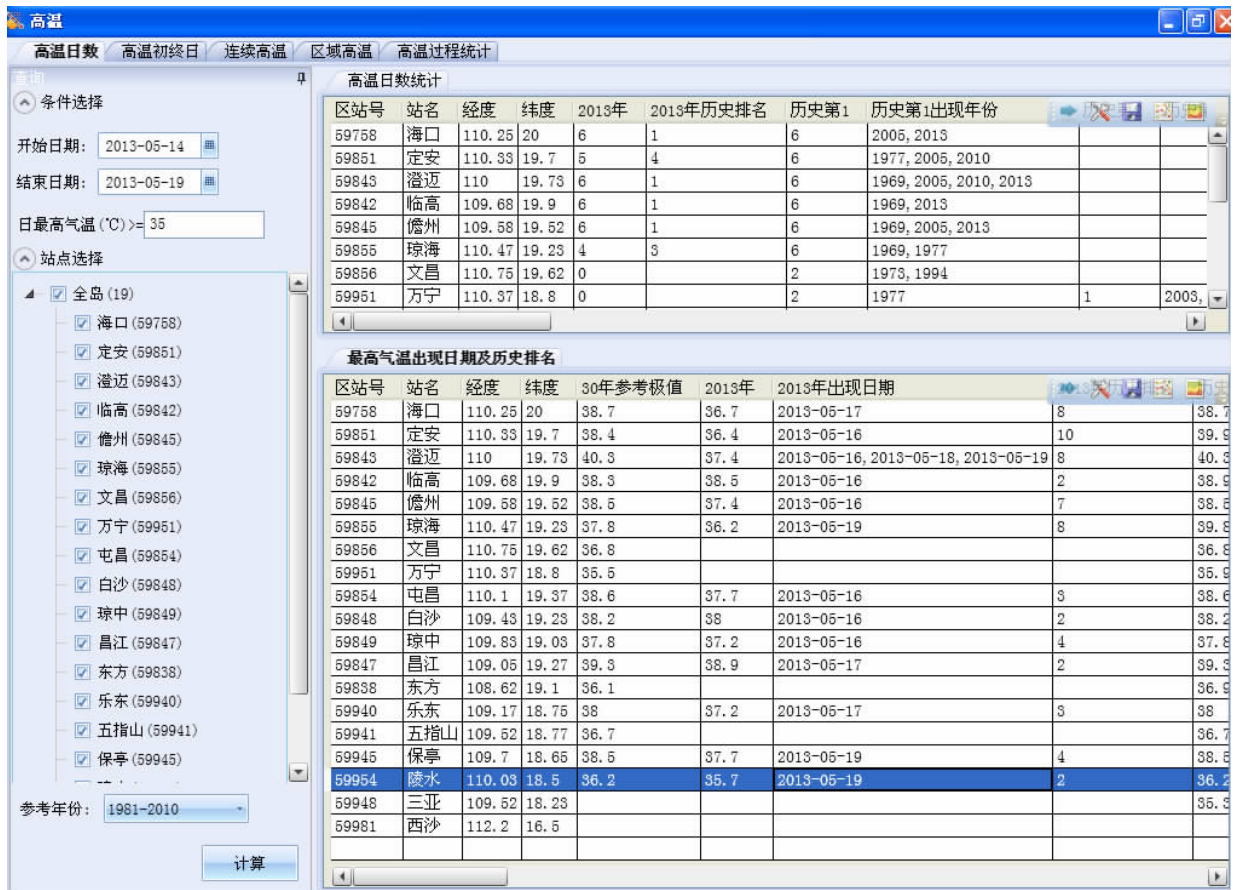 高温
高温日数 高温初终日 连续高温 区域高温 高温过程统计
查询
条件选择
开始日期: 2013-05-14
结束日期: 2013-05-19
日最高气温(℃)>= 35
站点选择
全岛(19)
海口(59758)
定安(59851)
澄迈(59843)
临高(59842)
儋州(59845)
琼海(59855)
文昌(59856)
万宁(59951)
屯昌(59854)
白沙(59848)
琼中(59849)
昌江(59847)
东方(59838)
乐东(59940)
五指山(59941)
保亭(59945)
参考年份: 1981-2010
计算
高温日数统计
区站号 站名 经度 纬度 2013年 2013年历史排名 历史第1 历史第1出现年份
59758 海口 110.25 20 6 1 6 2005, 2013
59851 定安 110.33 19.7 5 4 6 1977, 2005, 2010
59843 澄迈 110 19.73 6 1 6 1969, 2005, 2010, 2013
59842 临高 109.68 19.9 6 1 6 1969, 2013
59845 儋州 109.58 19.52 6 1 6 1969, 2005, 2013
59855 琼海 110.47 19.23 4 3 6 1969, 1977
59856 文昌 110.75 19.62 0 2 1973, 1994
59951 万宁 110.37 18.8 0 2 1977 1 2003,
最高气温出现日期及历史排名
区站号 站名 经度 纬度 30年参考极值 2013年 2013年出现日期
59758 海口 110.25 20 38.7 36.7 2013-05-17 8 38.7
59851 定安 110.33 19.7 38.4 36.4 2013-05-16 10 39.9
59843 澄迈 110 19.73 40.3 37.4 2013-05-16, 2013-05-18, 2013-05-19 8 40.3
59842 临高 109.68 19.9 38.3 38.5 2013-05-16 2 38.9
59845 儋州 109.58 19.52 38.5 37.4 2013-05-16 7 38.5
59855 琼海 110.47 19.23 37.8 36.2 2013-05-19 8 39.8
59856 文昌 110.75 19.62 36.8 36.8
59951 万宁 110.37 18.8 35.5 35.9
59854 屯昌 110.1 19.37 38.6 37.7 2013-05-16 3 38.6
59848 白沙 109.43 19.23 38.2 38 2013-05-16 2 38.2
59849 琼中 109.83 19.03 37.8 37.2 2013-05-16 4 37.8
59847 昌江 109.05 19.27 39.3 38.9 2013-05-17 2 39.3
59838 东方 108.62 19.1 36.1 36.9
59940 乐东 109.17 18.75 38 37.2 2013-05-17 3 38
59941 五指山 109.52 18.77 36.7 36.7
59945 保亭 109.7 18.65 38.5 37.7 2013-05-19 4 38.5
59954 陵水 110.03 18.5 36.2 35.7 2013-05-19 2 36.2
59948 三亚 109.52 18.23 35.3
59981 西沙 112.2 16.5